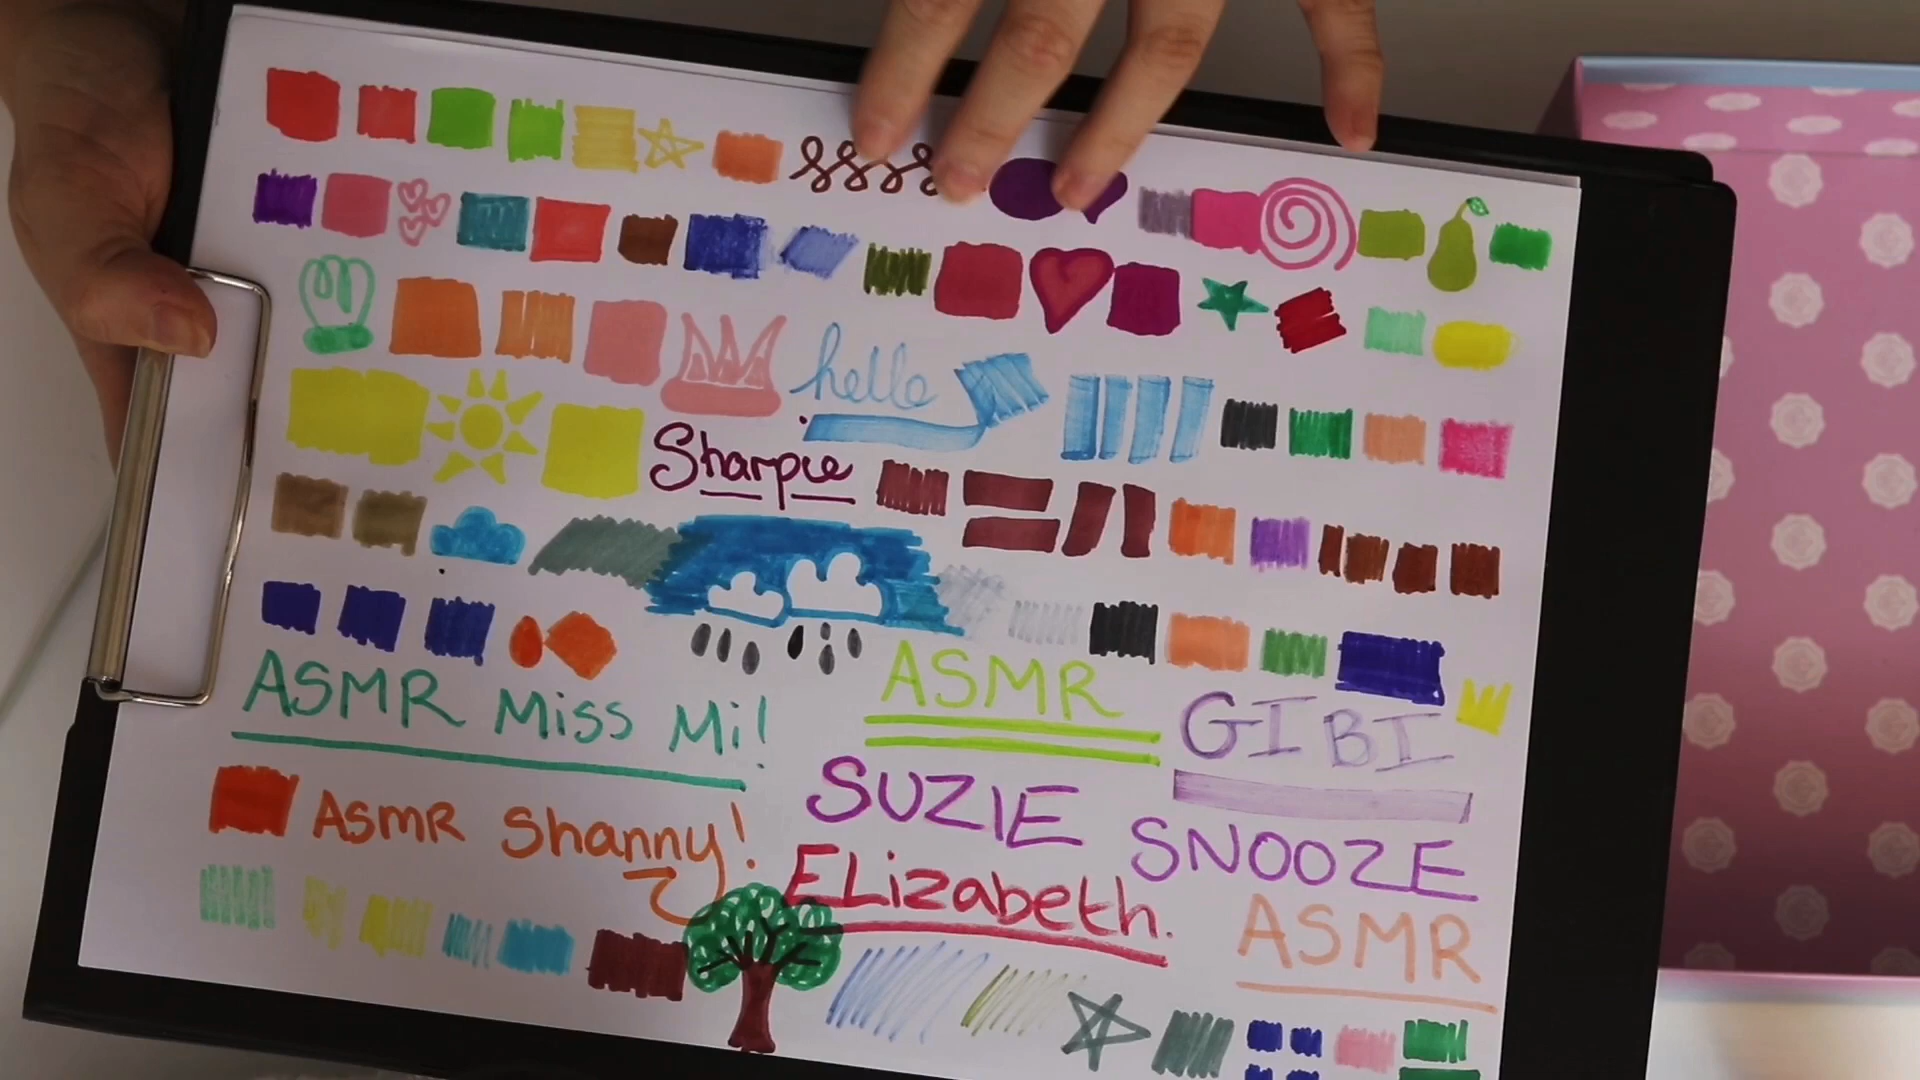 hello
Sharpie
ASMR Miss Mi!
ASMR
GIBI
SUZIE SNOOZE
ASMR Shanny!
ELizabeth.
ASMR